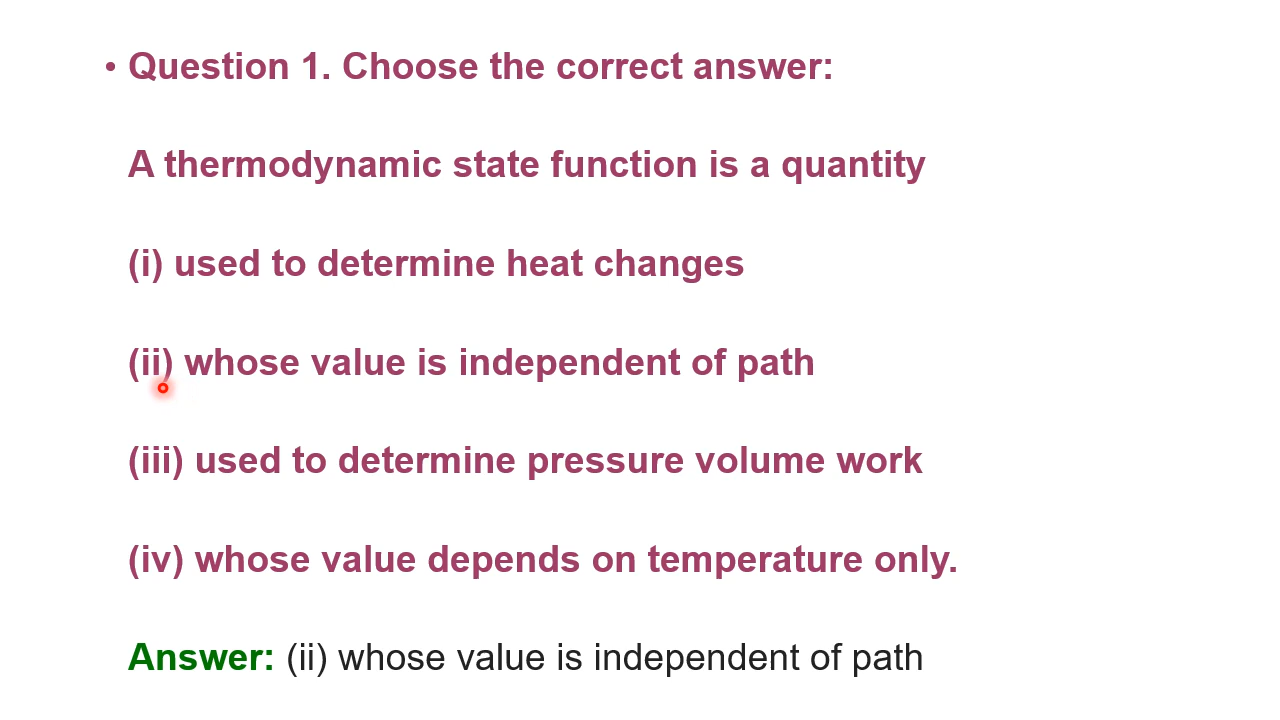 • Question 1. Choose the correct answer:
A thermodynamic state function is a quantity
(i) used to determine heat changes
(ii) whose value is independent of path
(iii) used to determine pressure volume work
(iv) whose value depends on temperature only.
Answer: (ii) whose value is independent of path